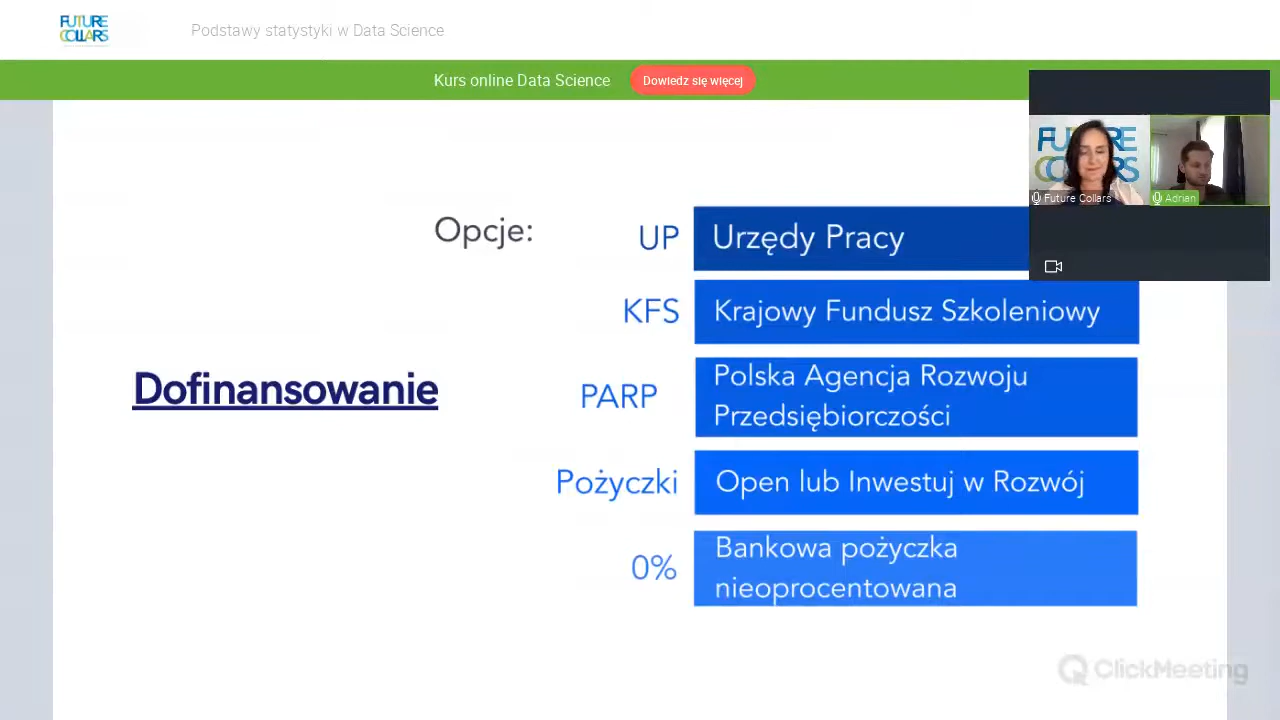 FUTURE
COLLARS
Podstawy statystyki w Data Science
Kurs online Data Science
Dowiedz się więcej
FUTURE
COLLARS
Future Collars
Adrian
Opcje:
UP
Urzędy Pracy
KFS
Krajowy Fundusz Szkoleniowy
Dofinansowanie
PARP
Polska Agencja Rozwoju
Przedsiębiorczości
Pożyczki
Open lub Inwestuj w Rozwój
0%
Bankowa pożyczka
nieoprocentowana
ClickMeeting